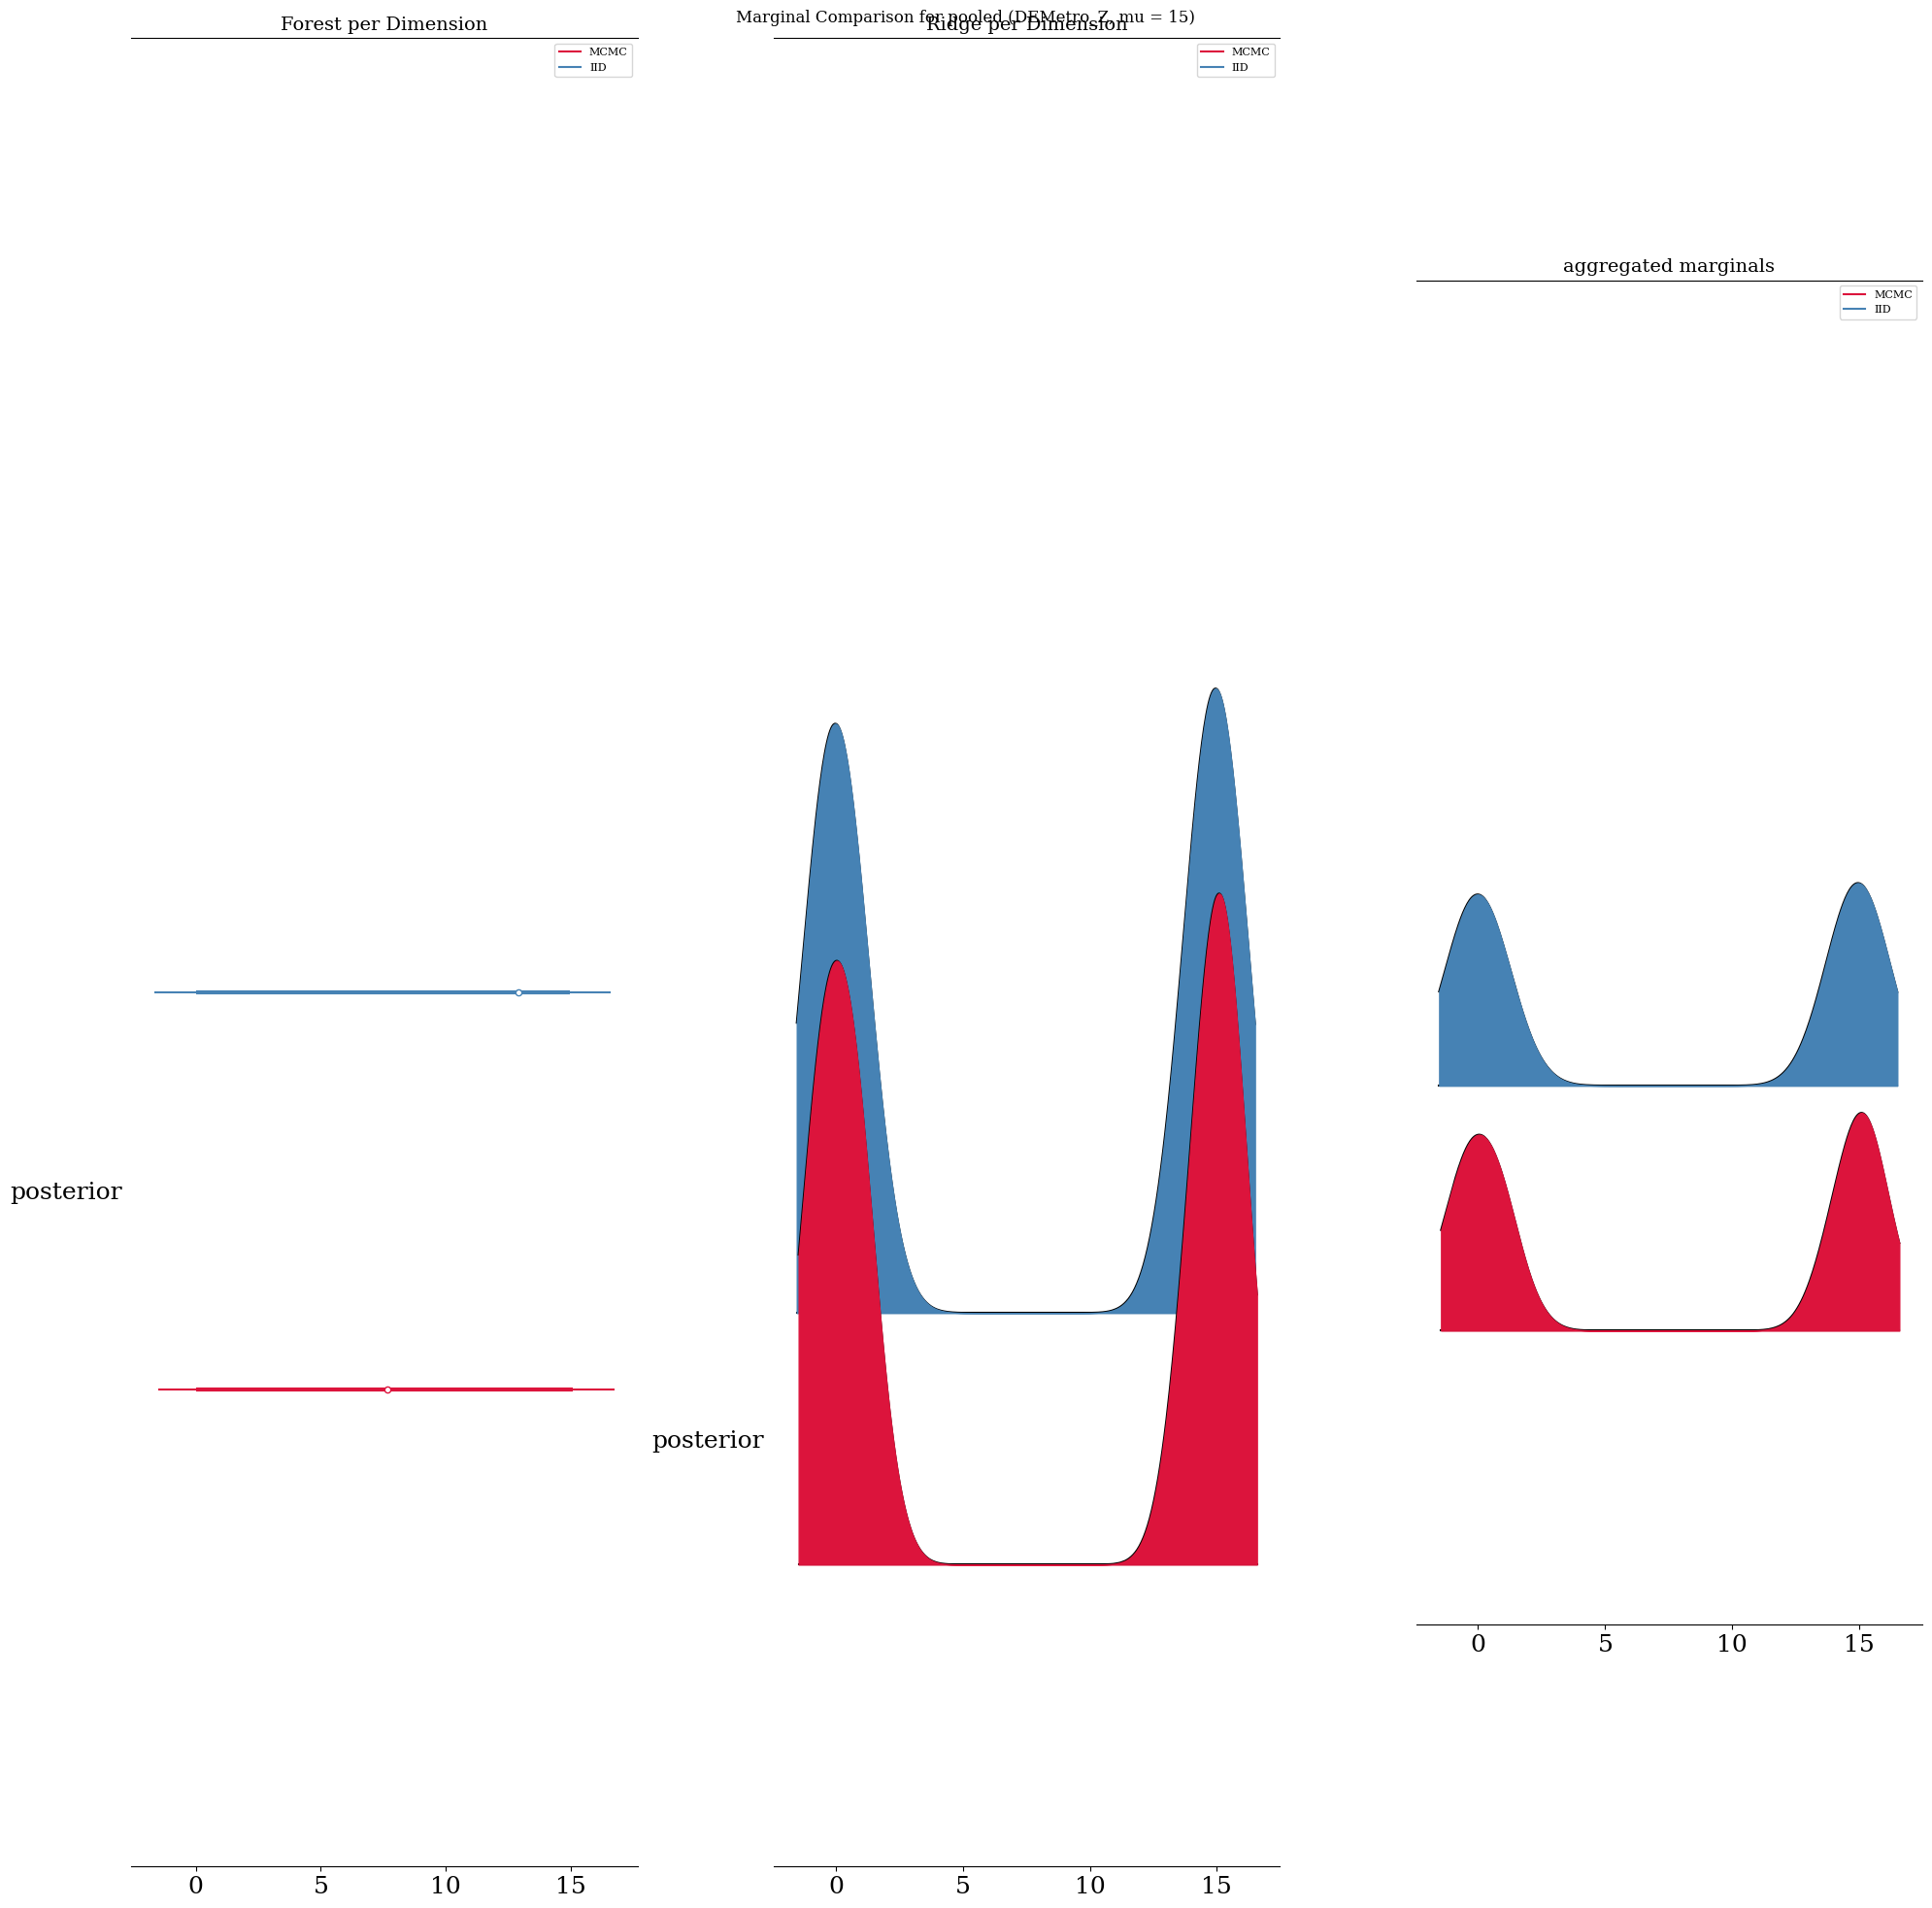 Marginal Comparison for pooled (DEMetro_Z, mu = 15)
Forest per Dimension
MCMC
IID
posterior
0 5 10 15
Ridge per Dimension
MCMC
IID
posterior
0 5 10 15
aggregated marginals
MCMC
IID
0 5 10 15